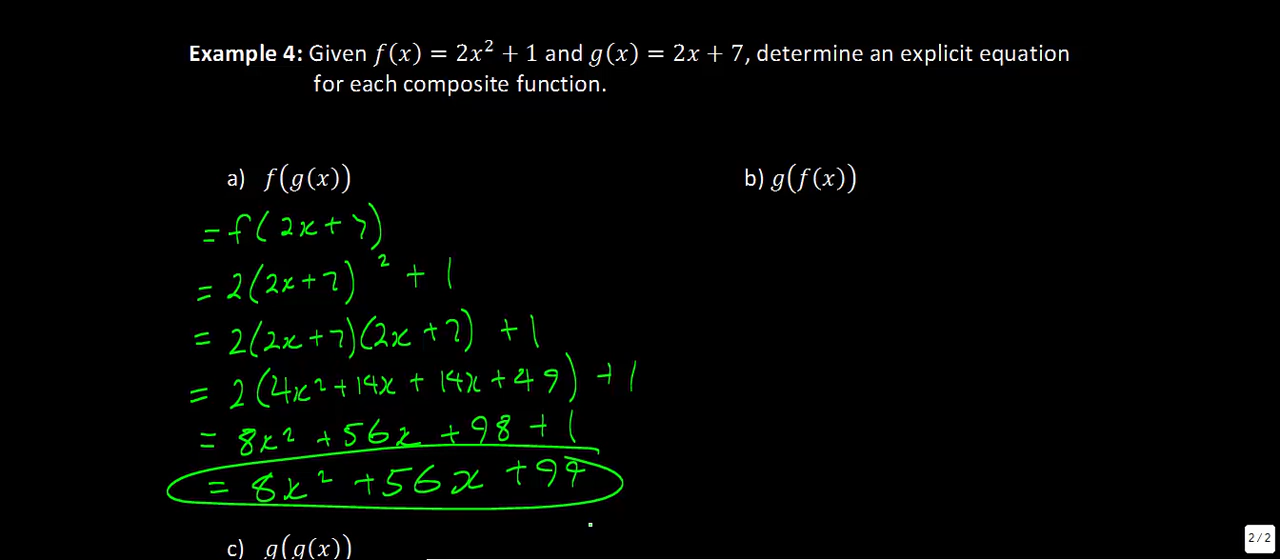 Example 4: Given f(x) = 2x² + 1 and g(x) = 2x + 7, determine an explicit equation
for each composite function.
a) f(g(x))
= f(2x+7)
= 2(2x+7)² + 1
= 2(2x+7)(2x+7) + 1
= 2(4x²+14x+14x+49) + 1
= 8x² +56x +98 + 1
= 8x² +56x +99
b) g(f(x))
c) g(g(x))
2/2